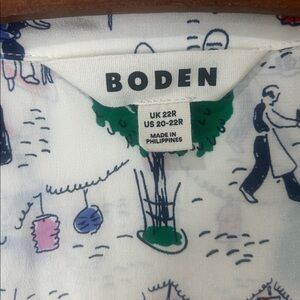 BODEN
UK 22R
US 20-22R
MADE IN
PHILIPPINES